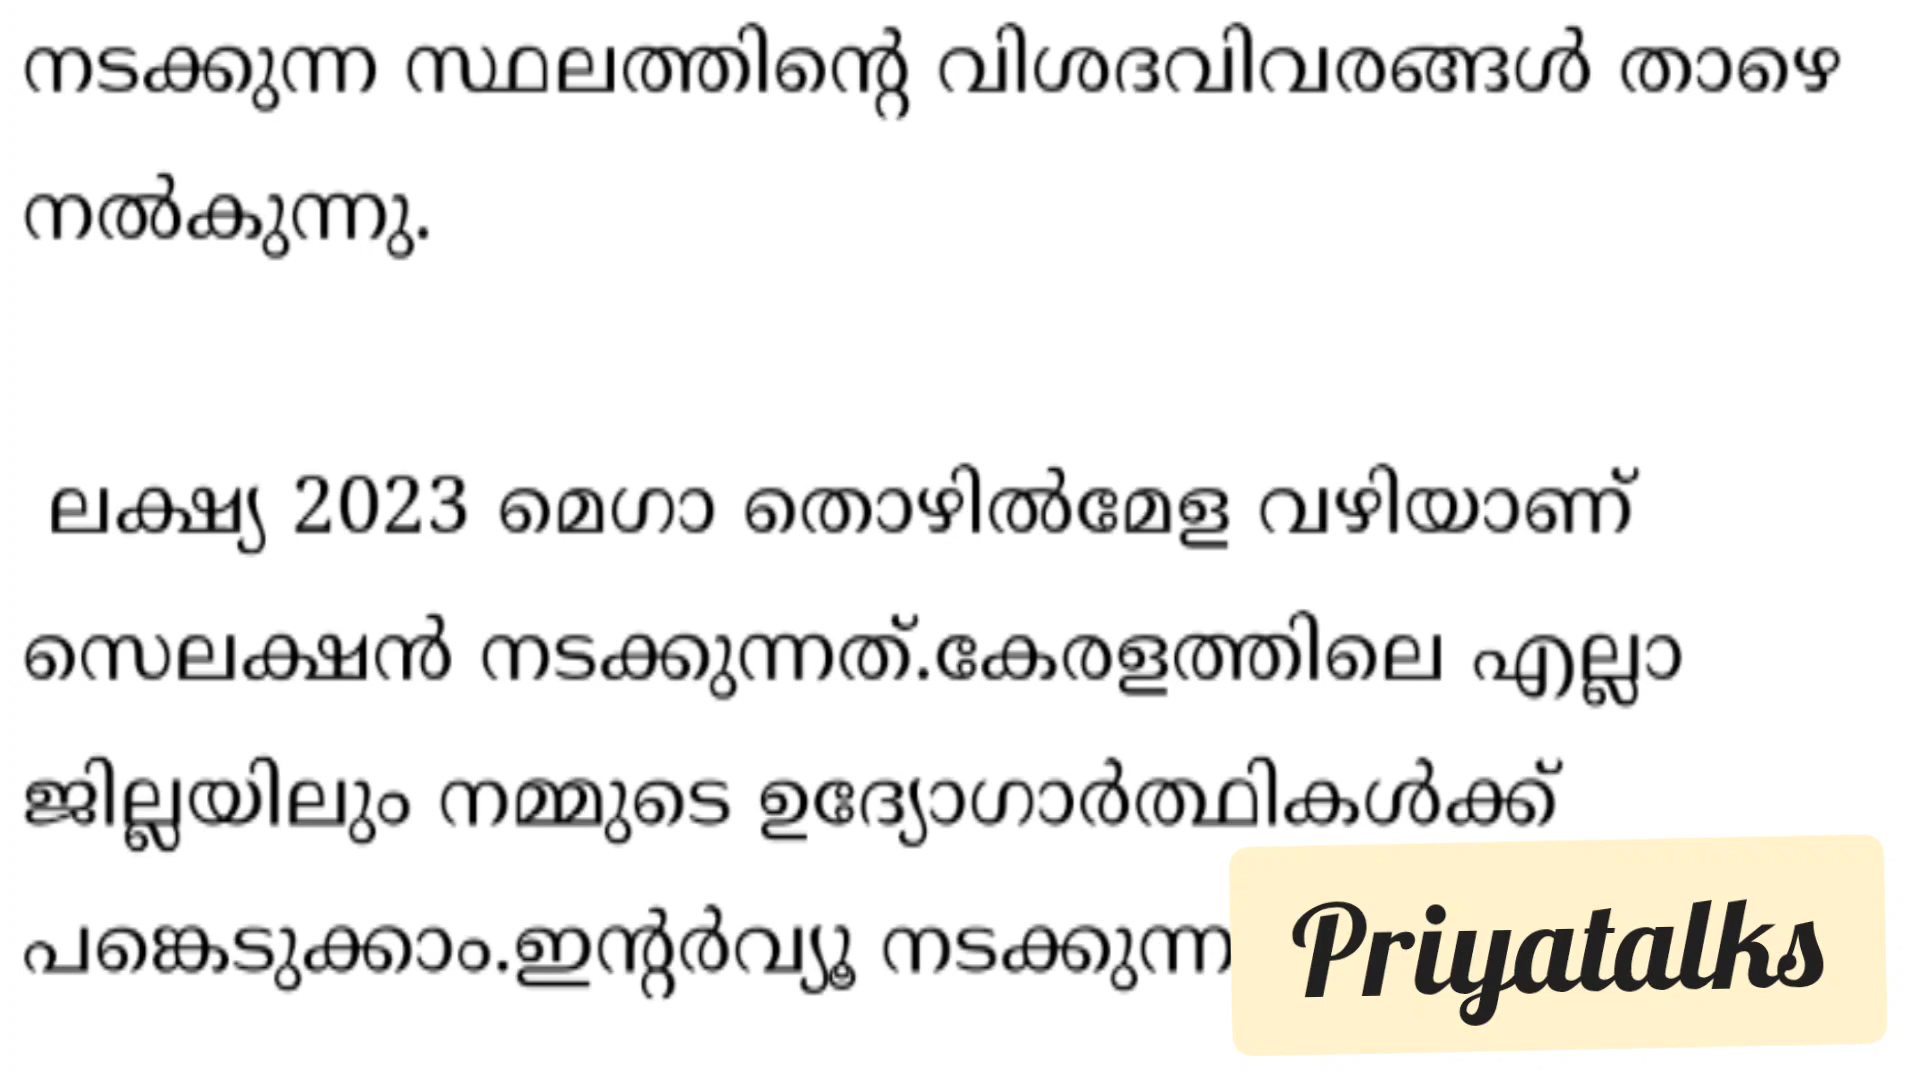 നടക്കുന്ന സ്ഥലത്തിന്റെ വിശദവിവരങ്ങൾ താഴെ
നൽകുന്നു.
ലക്ഷ്യ 2023 മെഗാ തൊഴിൽമേള വഴിയാണ്
സെലക്ഷൻ നടക്കുന്നത്.കേരളത്തിലെ എല്ലാ
ജില്ലയിലും നമ്മുടെ ഉദ്യോഗാർത്ഥികൾക്ക്
പങ്കെടുക്കാം.ഇന്റർവ്യൂ നടക്കുന്ന
Priyatalks